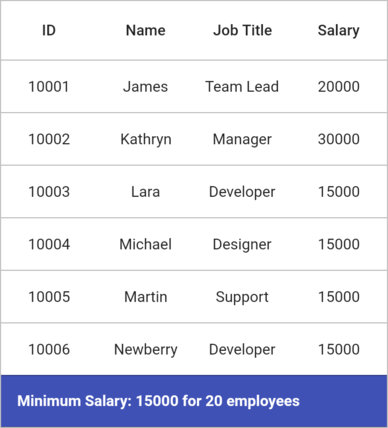 ID Name Job Title Salary
10001 James Team Lead 20000
10002 Kathryn Manager 30000
10003 Lara Developer 15000
10004 Michael Designer 15000
10005 Martin Support 15000
10006 Newberry Developer 15000
Minimum Salary: 15000 for 20 employees